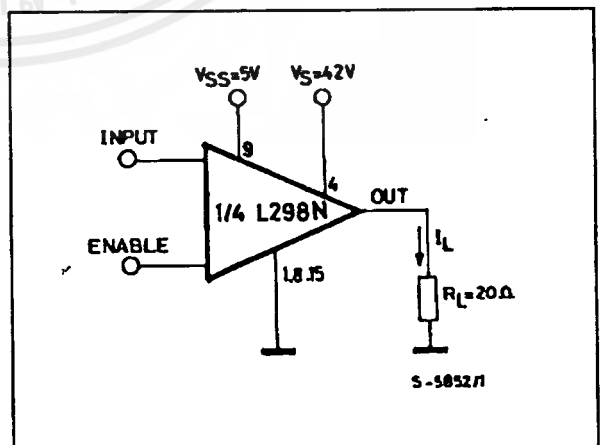 VSS=5V VS=42V
INPUT
9
4
OUT
1/4 L298N
IL
ENABLE
1.8.15
RL=20Ω
S-5852/1